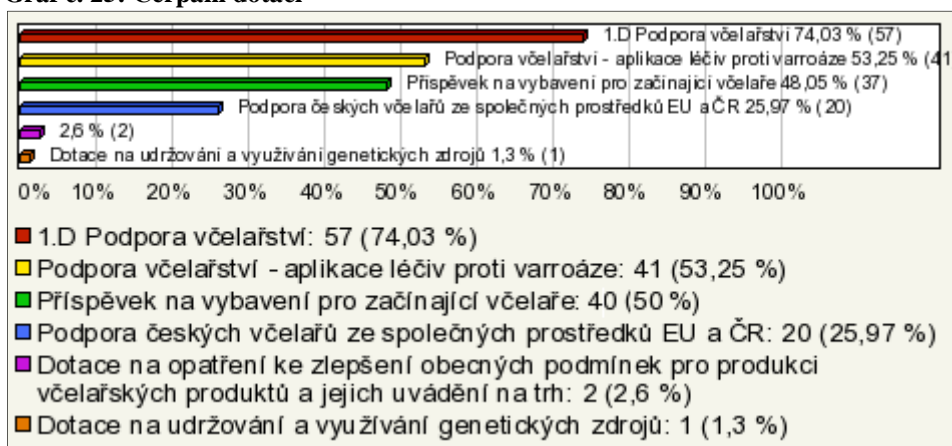 1.D Podpora včelařství 74,03 % (57)
Podpora včelařství - aplikace léčiv proti varroáze 53,25 % (41
Příspěvek na vybavení pro začínající včelaře 48,05 % (37)
Podpora českých včelařů ze společných prostředků EU a ČR 25,97 % (20)
2,6 % (2)
Dotace na udržování a využívání genetických zdrojů 1,3 % (1)
0% 10% 20% 30% 40% 50% 60% 70% 80% 90% 100%
1.D Podpora včelařství: 57 (74,03 %)
Podpora včelařství - aplikace léčiv proti varroáze: 41 (53,25 %)
Příspěvek na vybavení pro začínající včelaře: 40 (50 %)
Podpora českých včelařů ze společných prostředků EU a ČR: 20 (25,97 %)
Dotace na opatření ke zlepšení obecných podmínek pro produkci
včelařských produktů a jejich uvádění na trh: 2 (2,6 %)
Dotace na udržování a využívání genetických zdrojů: 1 (1,3 %)